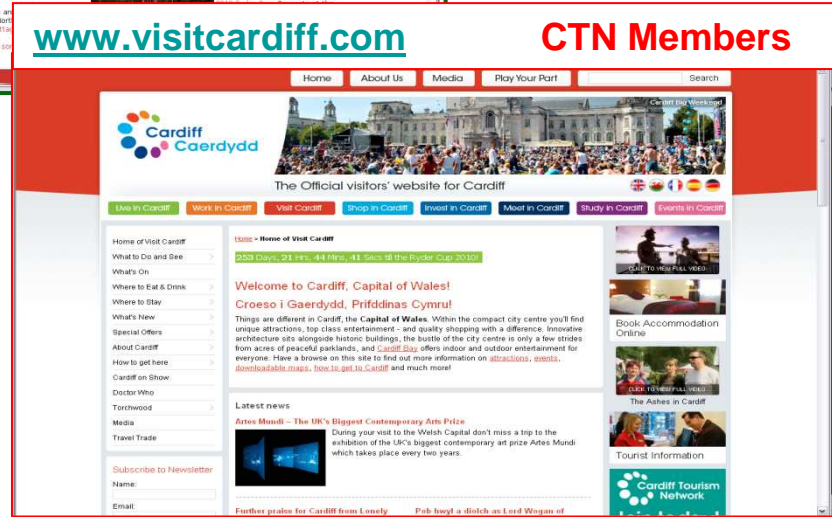 www.visitcardiff.com CTN Members
Home About Us Media Play Your Part Search
Cardiff Big Weekend
Cardiff
Caerdydd
The Official visitors' website for Cardiff
Live in Cardiff Work in Cardiff Visit Cardiff Shop in Cardiff Invest in Cardiff Meet in Cardiff Study in Cardiff Events in Cardiff
Home of Visit Cardiff
What to Do and See
What's On
Where to Eat & Drink
Where to Stay
What's New
Special Offers
About Cardiff
How to get here
Cardiff on Show
Doctor Who
Torchwood
Media
Travel Trade
Subscribe to Newsletter
Name:
Email:
Home > Home of Visit Cardiff
253 Days, 21 Hrs, 44 Mins, 41 Secs till the Ryder Cup 2010!
Welcome to Cardiff, Capital of Wales!
Croeso i Gaerdydd, Prifddinas Cymru!
Things are different in Cardiff, the Capital of Wales. Within the compact city centre you'll find
unique attractions, top class entertainment - and quality shopping with a difference. Innovative
architecture sits alongside historic buildings, the bustle of the city centre is only a few strides
from acres of peaceful parklands, and Cardiff Bay offers indoor and outdoor entertainment for
everyone. Have a browse on this site to find out more information on attractions, events,
downloadable maps, how to get to Cardiff and much more!
Latest news
Artes Mundi – The UK's Biggest Contemporary Arts Prize
During your visit to the Welsh Capital don't miss a trip to the
exhibition of the UK's biggest contemporary art prize Artes Mundi
which takes place every two years.
Further praise for Cardiff from Lonely
Pob hwyl a diolch as Lord Wogan of
CLICK TO VIEW FULL VIDEO
Book Accommodation
Online
CLICK TO VIEW FULL VIDEO
The Ashes in Cardiff
Tourist Information
Cardiff Tourism
Network